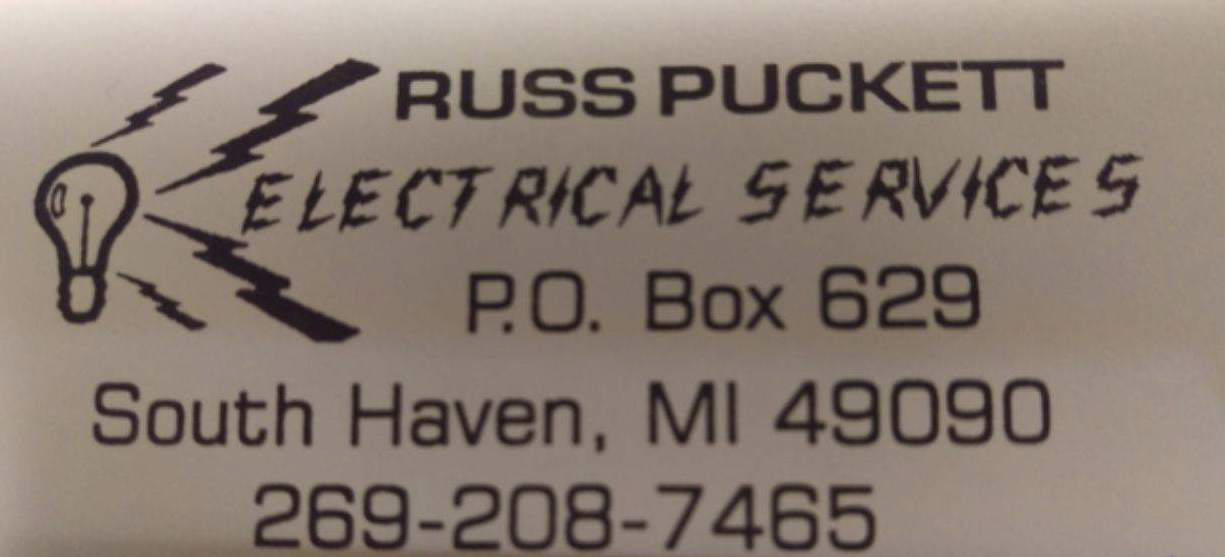 RUSS PUCKETT
ELECTRICAL SERVICES
P.O. Box 629
South Haven, MI 49090
269-208-7465